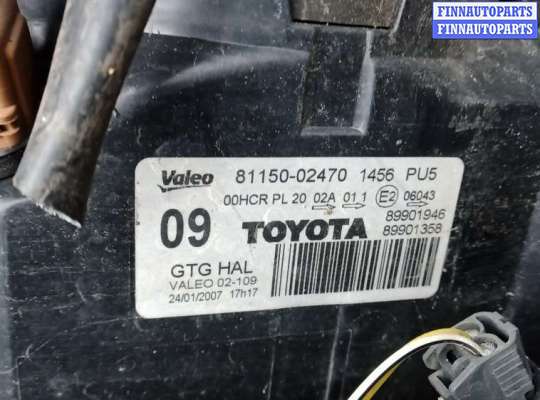 FINNAUTOPARTS
FINNAUTOPARTS
Valeo 81150-02470 1456 PU5
00HCR PL 20 02A 01 1 E2 06043
89901946
09 TOYOTA 89901358
GTG HAL
VALEO 02-109
24/01/2007 17h17